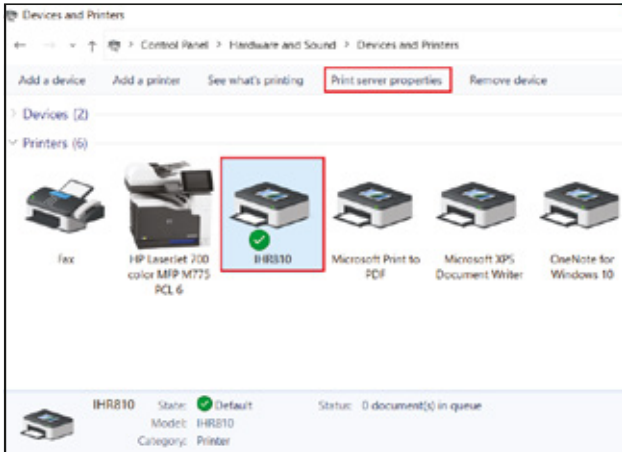 Devices and Printers
Control Panel > Hardware and Sound > Devices and Printers
Add a device Add a printer See what's printing Print server properties Remove device
Devices (2)
Printers (6)
Fax HP LaserJet 700 IHR810 Microsoft Print to Microsoft XPS OneNote for
color MFP M775 PDF Document Writer Windows 10
PCL 6
IHR810 State: Default Status: 0 document(s) in queue
Model: IHR810
Category: Printer